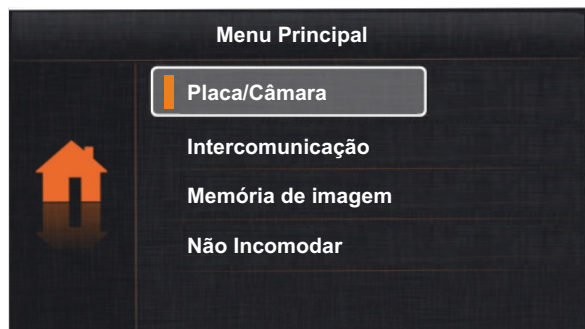 Menu Principal
Placa/Câmara
Intercomunicação
Memória de imagem
Não Incomodar